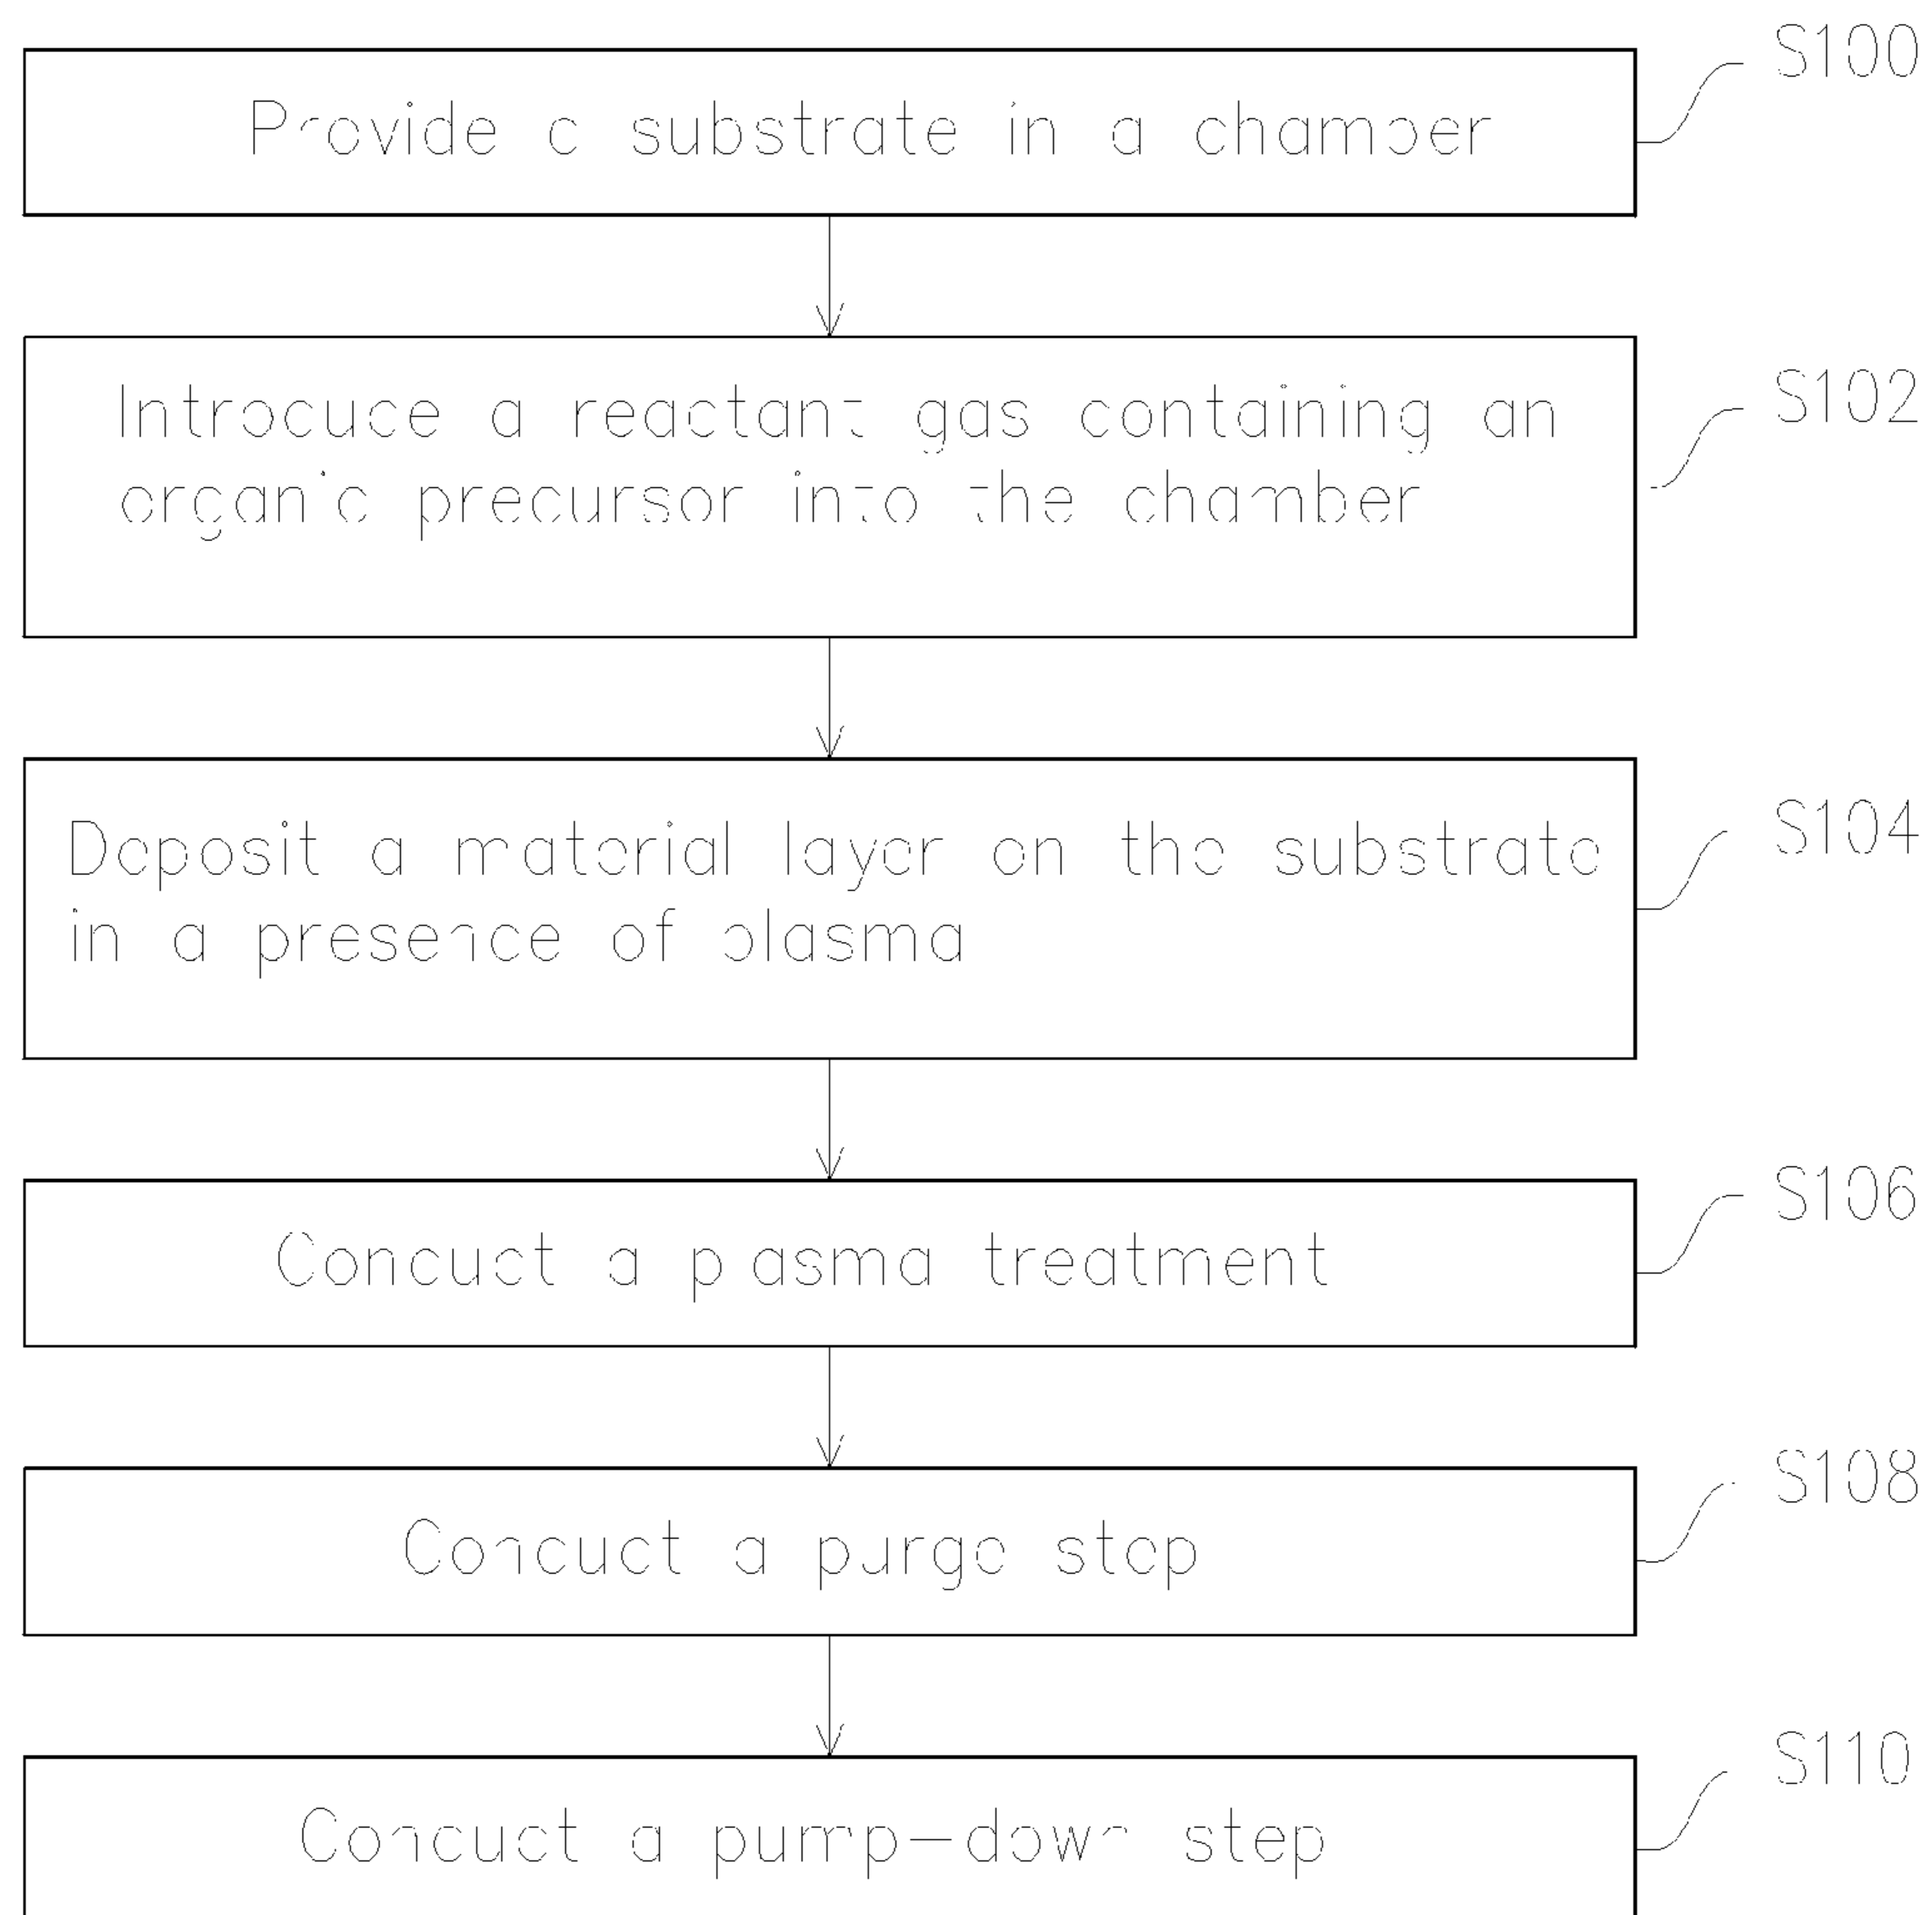 S100
Provide a substrate in a chamber
S102
Introduce a reactant gas containing an
organic precursor into the chamber
S104
Deposit a material layer on the substrate
in a presence of plasma
S106
Conduct a plasma treatment
S108
Conduct a purge step
S110
Conduct a pump-down step